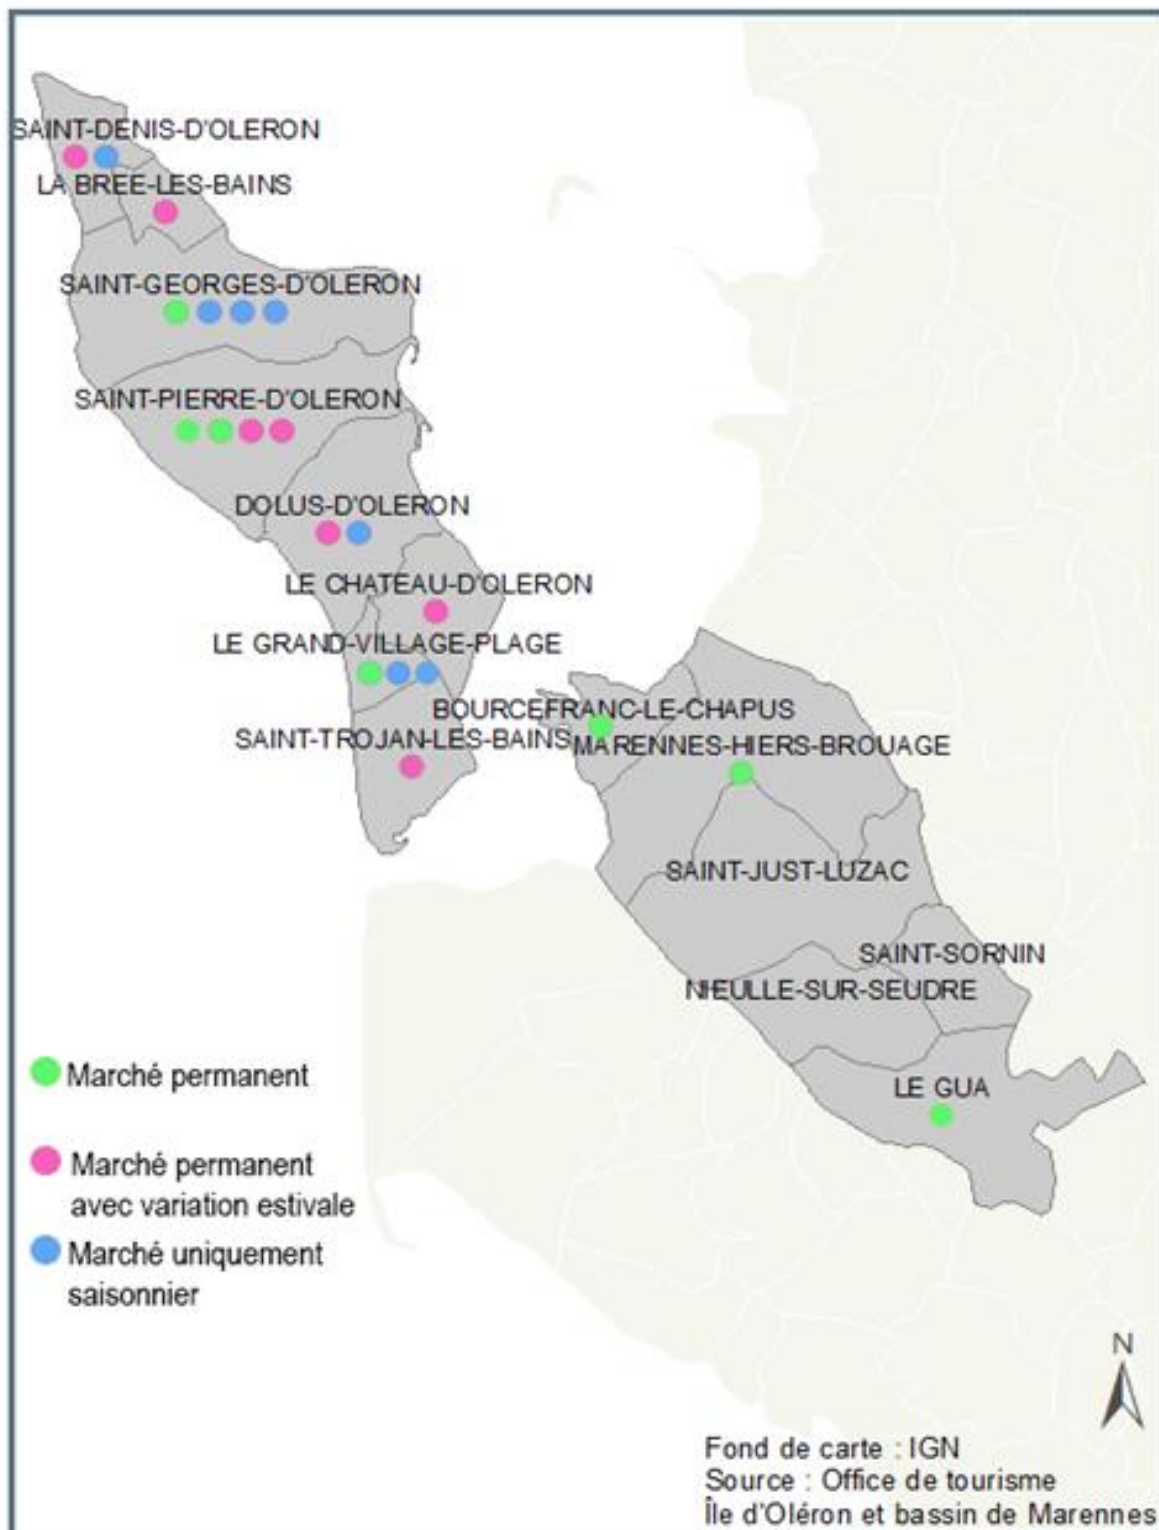 SAINT-DENIS-D'OLERON
LA BREE-LES-BAINS
SAINT-GEORGES-D'OLERON
SAINT-PIERRE-D'OLERON
DOLUS-D'OLERON
LE CHATEAU-D'OLERON
LE GRAND-VILLAGE-PLAGE
BOURCEFRANC-LE-CHAPUS
SAINT-TROJAN-LES-BAINS
MARENNES-HIERS-BROUAGE
SAINT-JUST-LUZAC
SAINT-SORNIN
NIEULLE-SUR-SEUDRE
LE GUA
Marché permanent
Marché permanent
avec variation estivale
Marché uniquement
saisonnier
N
Fond de carte : IGN
Source : Office de tourisme
Île d'Oléron et bassin de Marennes